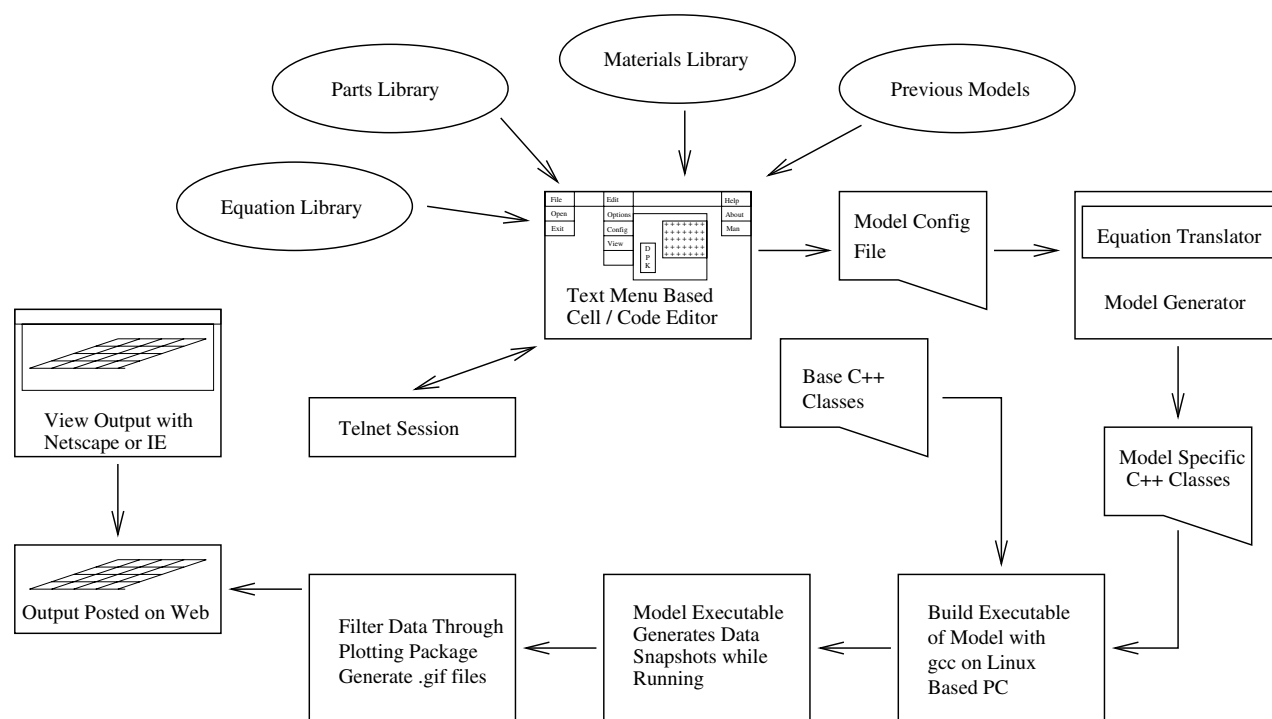 Materials Library
Parts Library
Previous Models
Equation Library
File
Edit
Help
Open
Options
About
Exit
Config
Man
View
D
P
K
+ + + + + +
+ + + + + +
+ + + + + +
+ + + + + +
+ + + + + +
Text Menu Based
Cell / Code Editor
Model Config
File
Equation Translator
Model Generator
View Output with
Netscape or IE
Telnet Session
Base C++
Classes
Model Specific
C++ Classes
Output Posted on Web
Filter Data Through
Plotting Package
Generate .gif files
Model Executable
Generates Data
Snapshots while
Running
Build Executable
of Model with
gcc on Linux
Based PC